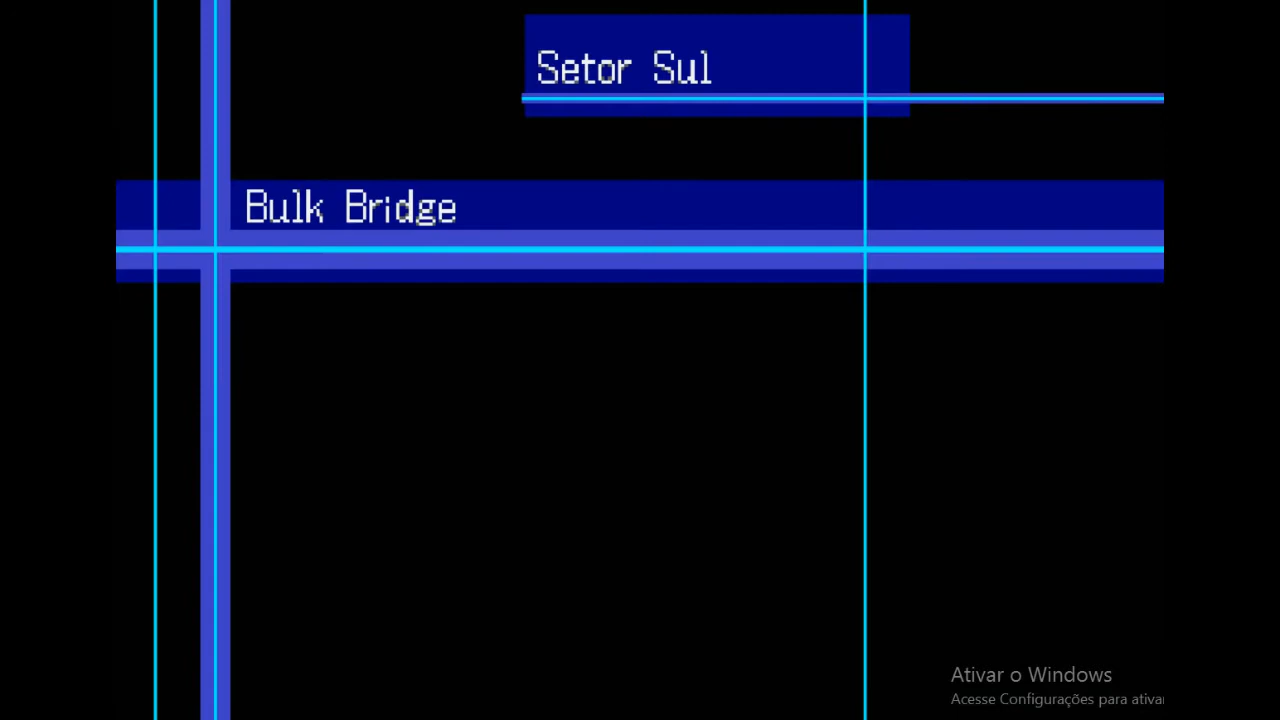 Setor Sul
Bulk Bridge
Ativar o Windows
Acesse Configurações para ativar